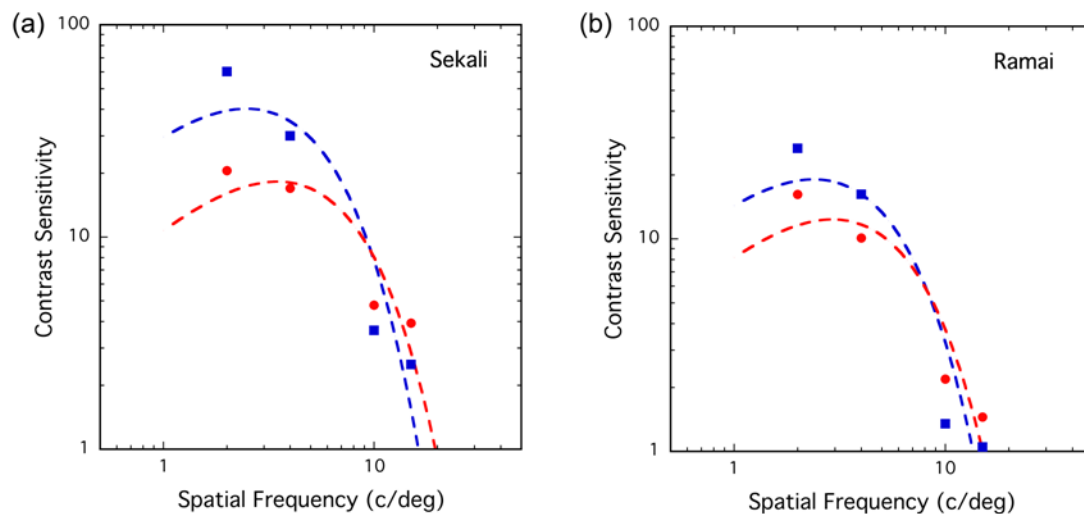 (a)
Sekali
100
10
1
Contrast Sensitivity
1
10
Spatial Frequency (c/deg)
(b)
Ramai
100
10
1
Contrast Sensitivity
1
10
Spatial Frequency (c/deg)